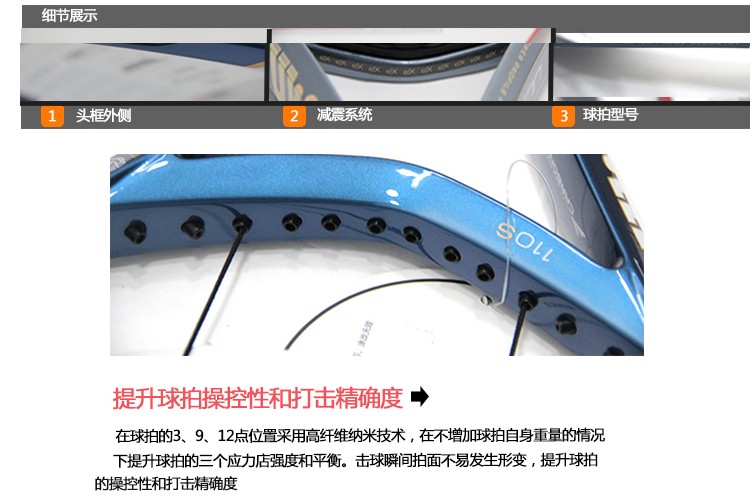 细节展示
1 头框外侧
2 减震系统
3 球拍型号
110S
提升球拍操控性和打击精确度
在球拍的3、9、12点位置采用高纤维纳米技术，在不增加球拍自身重量的情况
下提升球拍的三个应力店强度和平衡。击球瞬间拍面不易发生形变，提升球拍
的操控性和打击精确度